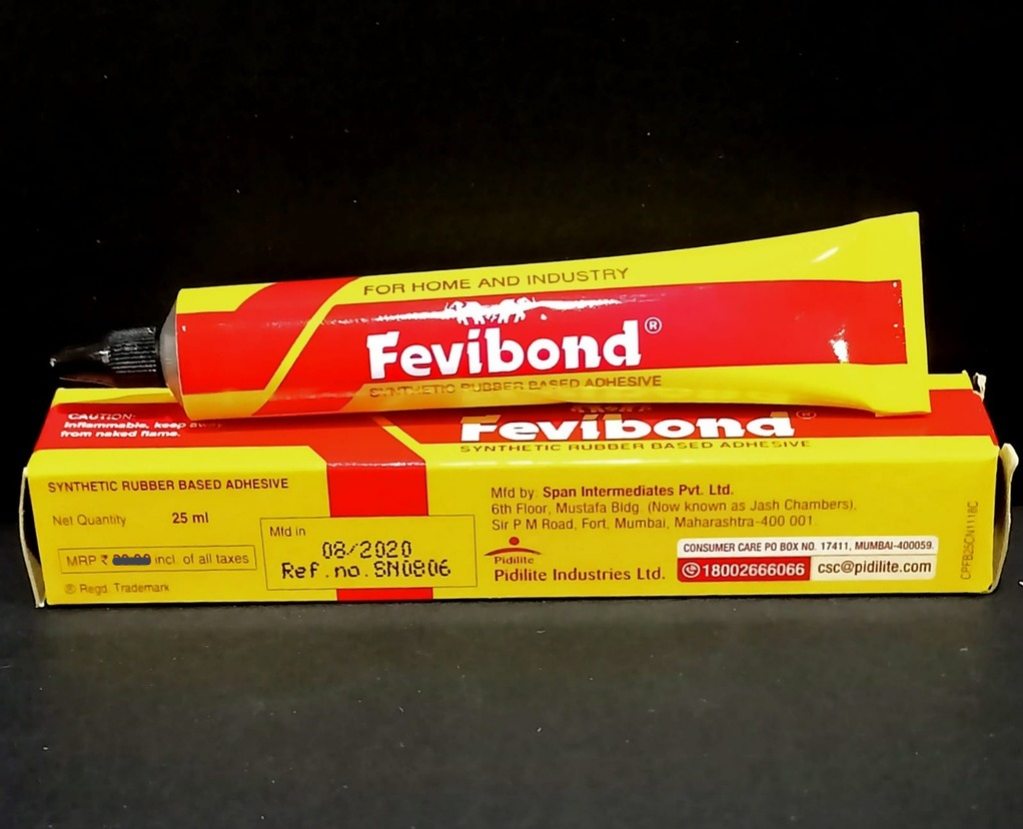 FOR HOME AND INDUSTRY
Fevibond®
SYNTHETIC RUBBER BASED ADHESIVE
CAUTION:
Inflammable, keep away
from naked flame.
Fevibond®
SYNTHETIC RUBBER BASED ADHESIVE
SYNTHETIC RUBBER BASED ADHESIVE
Net Quantity 25 ml
MRP ₹ incl. of all taxes
® Regd. Trademark
Mfd in
08/2020
Ref.no.SN0806
Mfd by: Span Intermediates Pvt. Ltd.
6th Floor, Mustafa Bldg. (Now known as Jash Chambers),
Sir P M Road, Fort, Mumbai, Maharashtra-400 001.
Pidilite
Pidilite Industries Ltd.
CONSUMER CARE PO BOX NO. 17411, MUMBAI-400059.
18002666066 csc@pidilite.com
CPFB25CN1118C